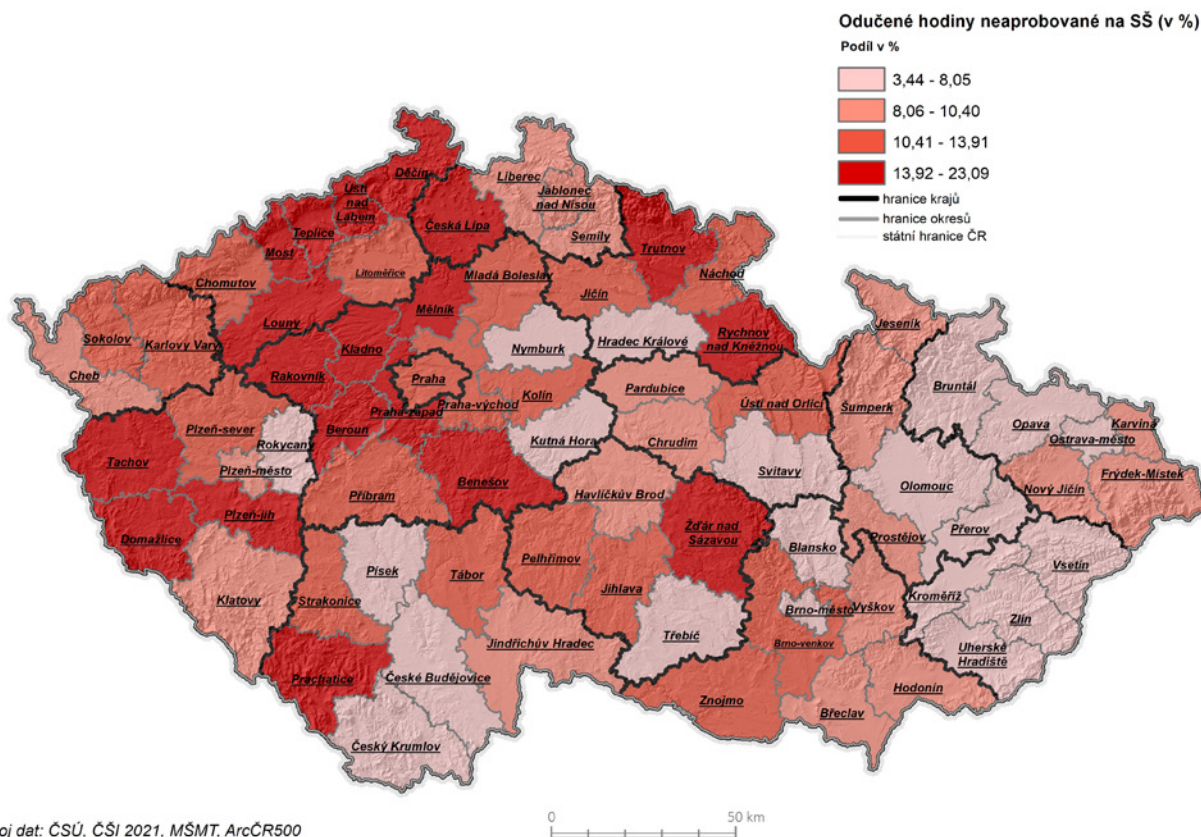 Odučené hodiny neaprobované na SŠ (v %)
Podíl v %
3,44 - 8,05
8,06 - 10,40
10,41 - 13,91
13,92 - 23,09
hranice krajů
hranice okresů
státní hranice ČR
Děčín
Ústí
nad
Labem
Liberec
Jablonec
nad Nisou
Teplice
Česká Lípa
Semily
Most
Trutnov
Litoměřice
Chomutov
Mladá Boleslav
Náchod
Jičín
Mělník
Louny
Jeseník
Sokolov
Karlovy Vary
Kladno
Nymburk
Hradec Králové
Rychnov
nad Kněžnou
Cheb
Rakovník
Praha
Bruntál
Pardubice
Kolín
Ústí nad Orlicí
Šumperk
Praha-západ
Praha-východ
Opava
Karviná
Plzeň-sever
Beroun
Ostrava-město
Rokycany
Kutná Hora
Chrudim
Tachov
Plzeň-město
Svitavy
Frýdek-Místek
Benešov
Olomouc
Nový Jičín
Příbram
Havlíčkův Brod
Plzeň-jih
Žďár nad
Sázavou
Přerov
Domažlice
Prostějov
Blansko
Pelhřimov
Vsetín
Písek
Tábor
Jihlava
Kroměříž
Klatovy
Strakonice
Brno-město
Vyškov
Zlín
Třebíč
Jindřichův Hradec
Brno-venkov
Uherské
Hradiště
Prachatice
České Budějovice
Hodonín
Znojmo
Břeclav
Český Krumlov
oj dat: ČSÚ, ČŠI 2021, MŠMT, ArcČR500
0 50 km